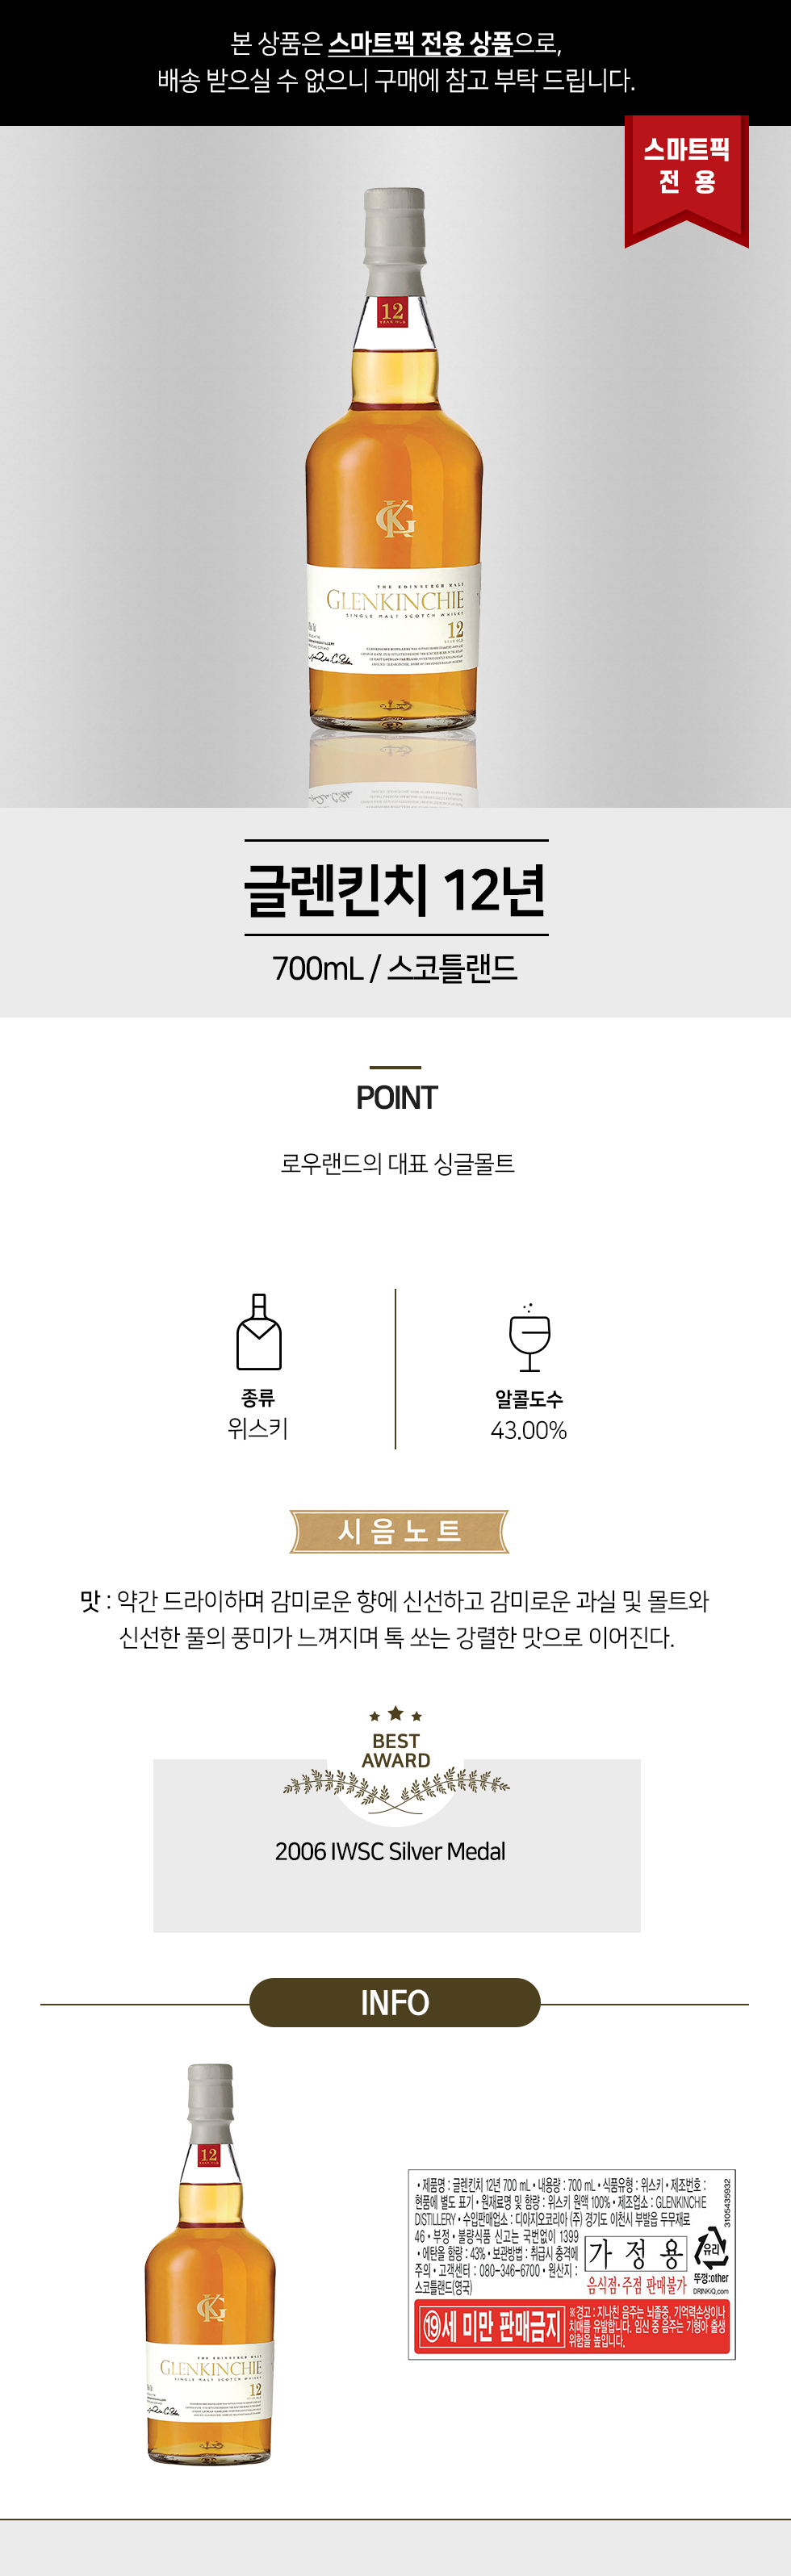 본 상품은 스마트픽 전용 상품으로,
배송 받으실 수 없으니 구매에 참고 부탁 드립니다.
스마트픽
전 용
12
YEAR OLD
KG
THE EDINBURGH MALT
GLENKINCHIE
SINGLE MALT SCOTCH WHISKY
12
YEAR OLD
글렌킨치 12년
700mL / 스코틀랜드
POINT
로우랜드의 대표 싱글몰트
종류
위스키
알콜도수
43.00%
시음노트
맛 : 약간 드라이하며 감미로운 향에 신선하고 감미로운 과실 및 몰트와
신선한 풀의 풍미가 느껴지며 톡 쏘는 강렬한 맛으로 이어진다.
BEST
AWARD
2006 IWSC Silver Medal
INFO
12
KG
THE EDINBURGH MALT
GLENKINCHIE
SINGLE MALT SCOTCH WHISKY
12
• 제품명 : 글렌킨치 12년 700 mL • 내용량 : 700 mL • 식품유형 : 위스키 • 제조번호 :
현품에 별도 표기 • 원재료명 및 함량 : 위스키 원액 100% • 제조업소 : GLENKINCHIE
DISTILLERY • 수입판매업소 : 디아지오코리아 (주) 경기도 이천시 부발읍 두무재로
46 • 부정 • 불량식품 신고는 국번없이 1399
• 에탄올 함량 : 43% • 보관방법 : 취급시 충격에
주의 • 고객센터 : 080-346-6700 • 원산지 :
스코틀랜드(영국)
가 정 용
음식점·주점 판매불가
유리
뚜껑:other
DRINKiQ.com
3105435932
⑲세 미만 판매금지
※경고 : 지나친 음주는 뇌졸중, 기억력손상이나
치매를 유발합니다. 임신 중 음주는 기형아 출생
위험을 높입니다.